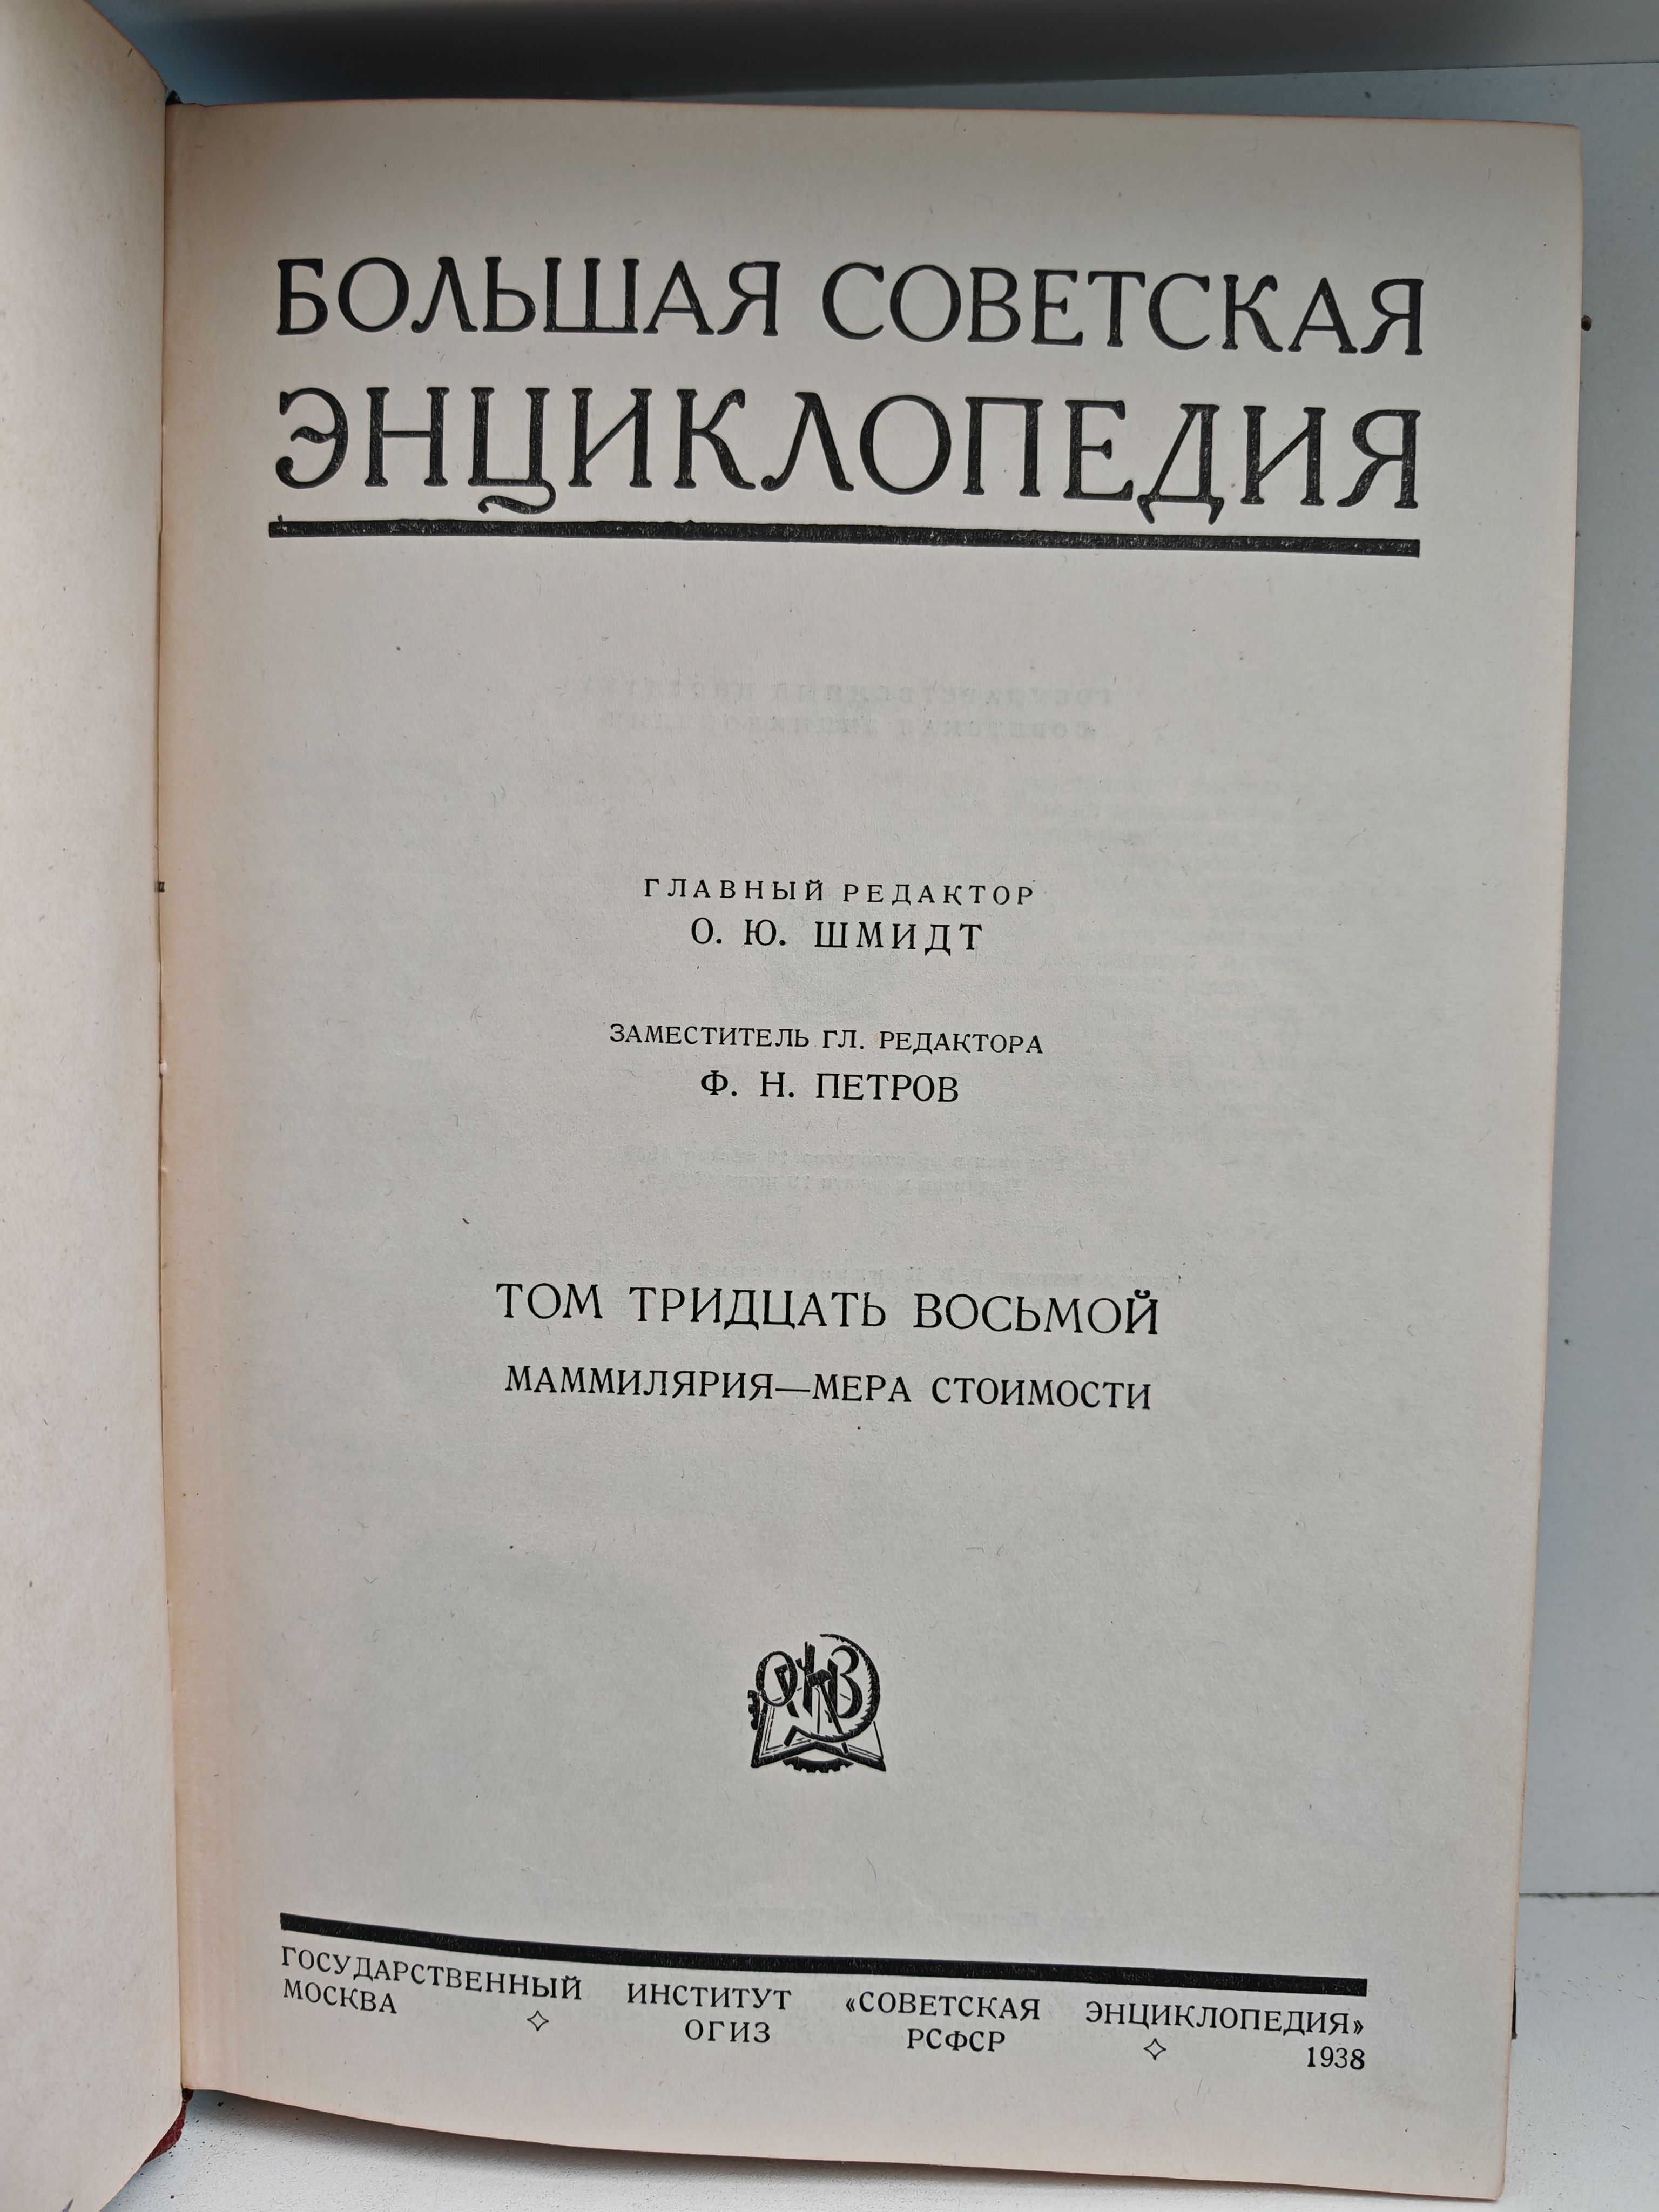 БОЛЬШАЯ СОВЕТСКАЯ
ЭНЦИКЛОПЕДИЯ
ГЛАВНЫЙ РЕДАКТОР
О. Ю. ШМИДТ
ЗАМЕСТИТЕЛЬ ГЛ. РЕДАКТОРА
Ф. Н. ПЕТРОВ
ТОМ ТРИДЦАТЬ ВОСЬМОЙ
МАММИЛЯРИЯ—МЕРА СТОИМОСТИ
ГОСУДАРСТВЕННЫЙ ИНСТИТУТ «СОВЕТСКАЯ ЭНЦИКЛОПЕДИЯ»
МОСКВА ✧ ОГИЗ РСФСР ✧ 1938